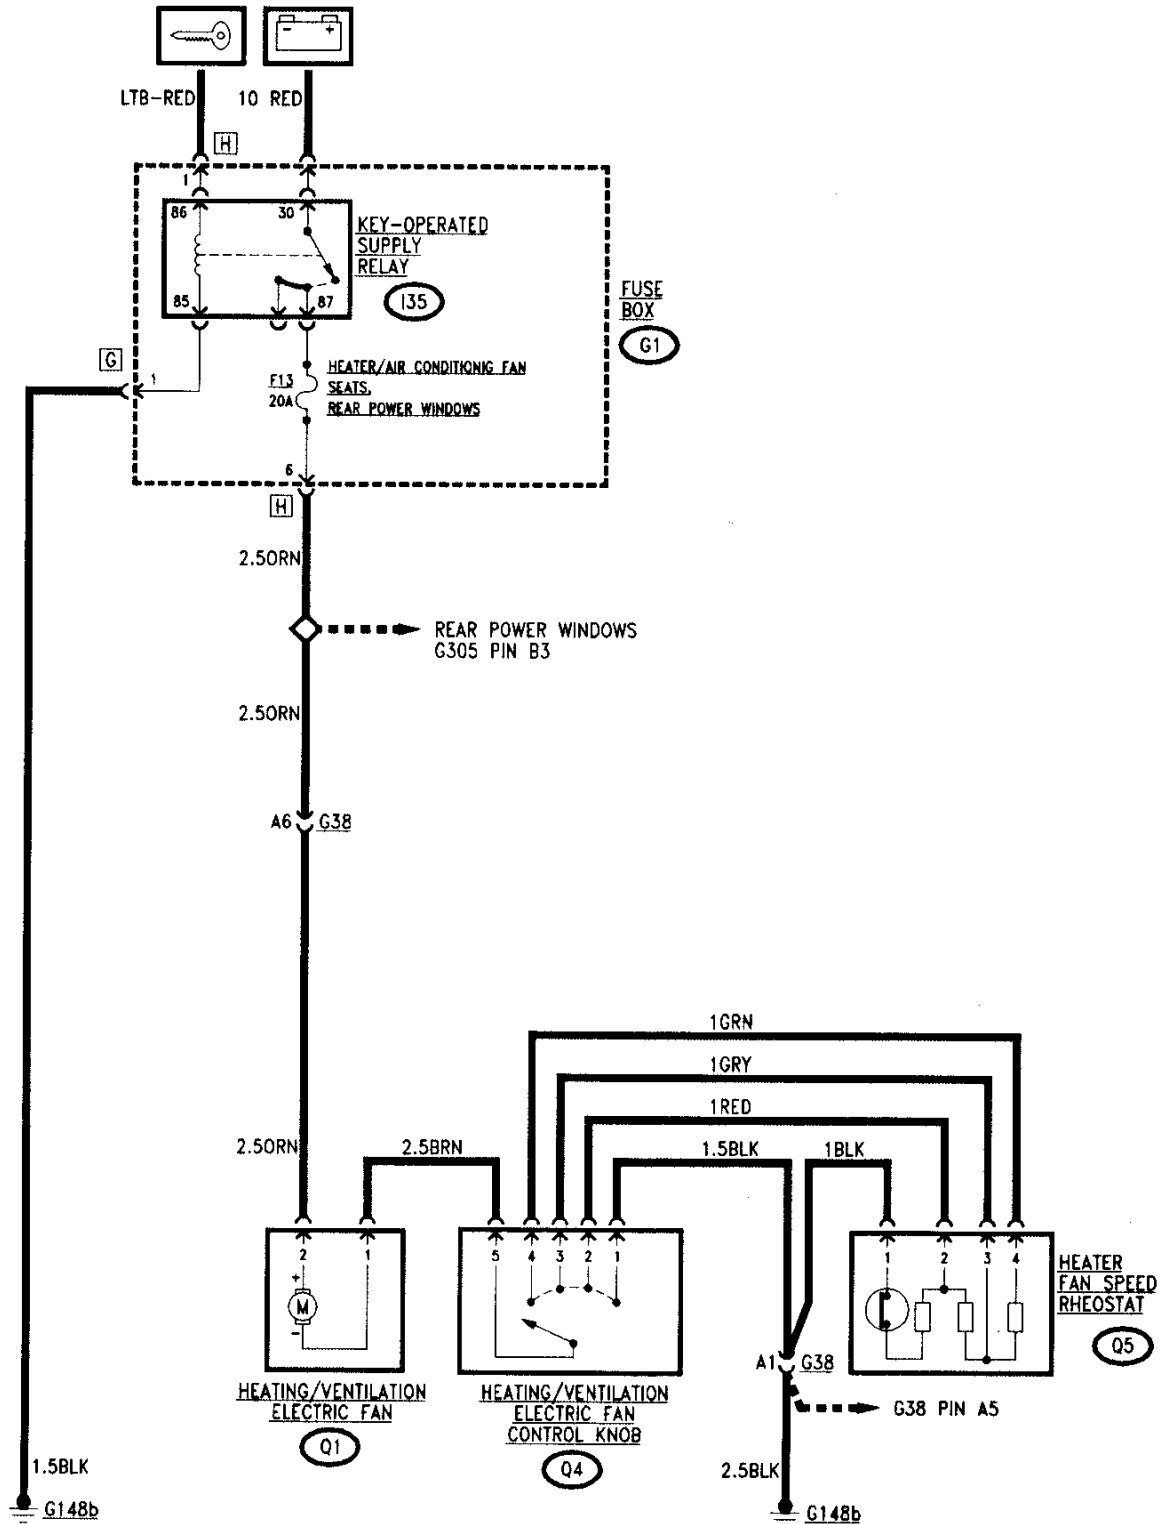 LTB-RED
10 RED
H
1
86
30
KEY-OPERATED
SUPPLY
RELAY
I35
85
87
FUSE
BOX
G1
G
1
F13
20A
HEATER/AIR CONDITIONIG FAN
SEATS,
REAR POWER WINDOWS
6
H
2.5ORN
REAR POWER WINDOWS
G305 PIN B3
2.5ORN
A6
G38
1GRN
1GRY
1RED
2.5ORN
2.5BRN
1.5BLK
1BLK
2
1
5
4
3
2
1
1
2
3
4
+
M
-
HEATER
FAN SPEED
RHEOSTAT
Q5
A1
G38
G38 PIN A5
HEATING/VENTILATION
ELECTRIC FAN
Q1
HEATING/VENTILATION
ELECTRIC FAN
CONTROL KNOB
Q4
1.5BLK
G148b
2.5BLK
G148b